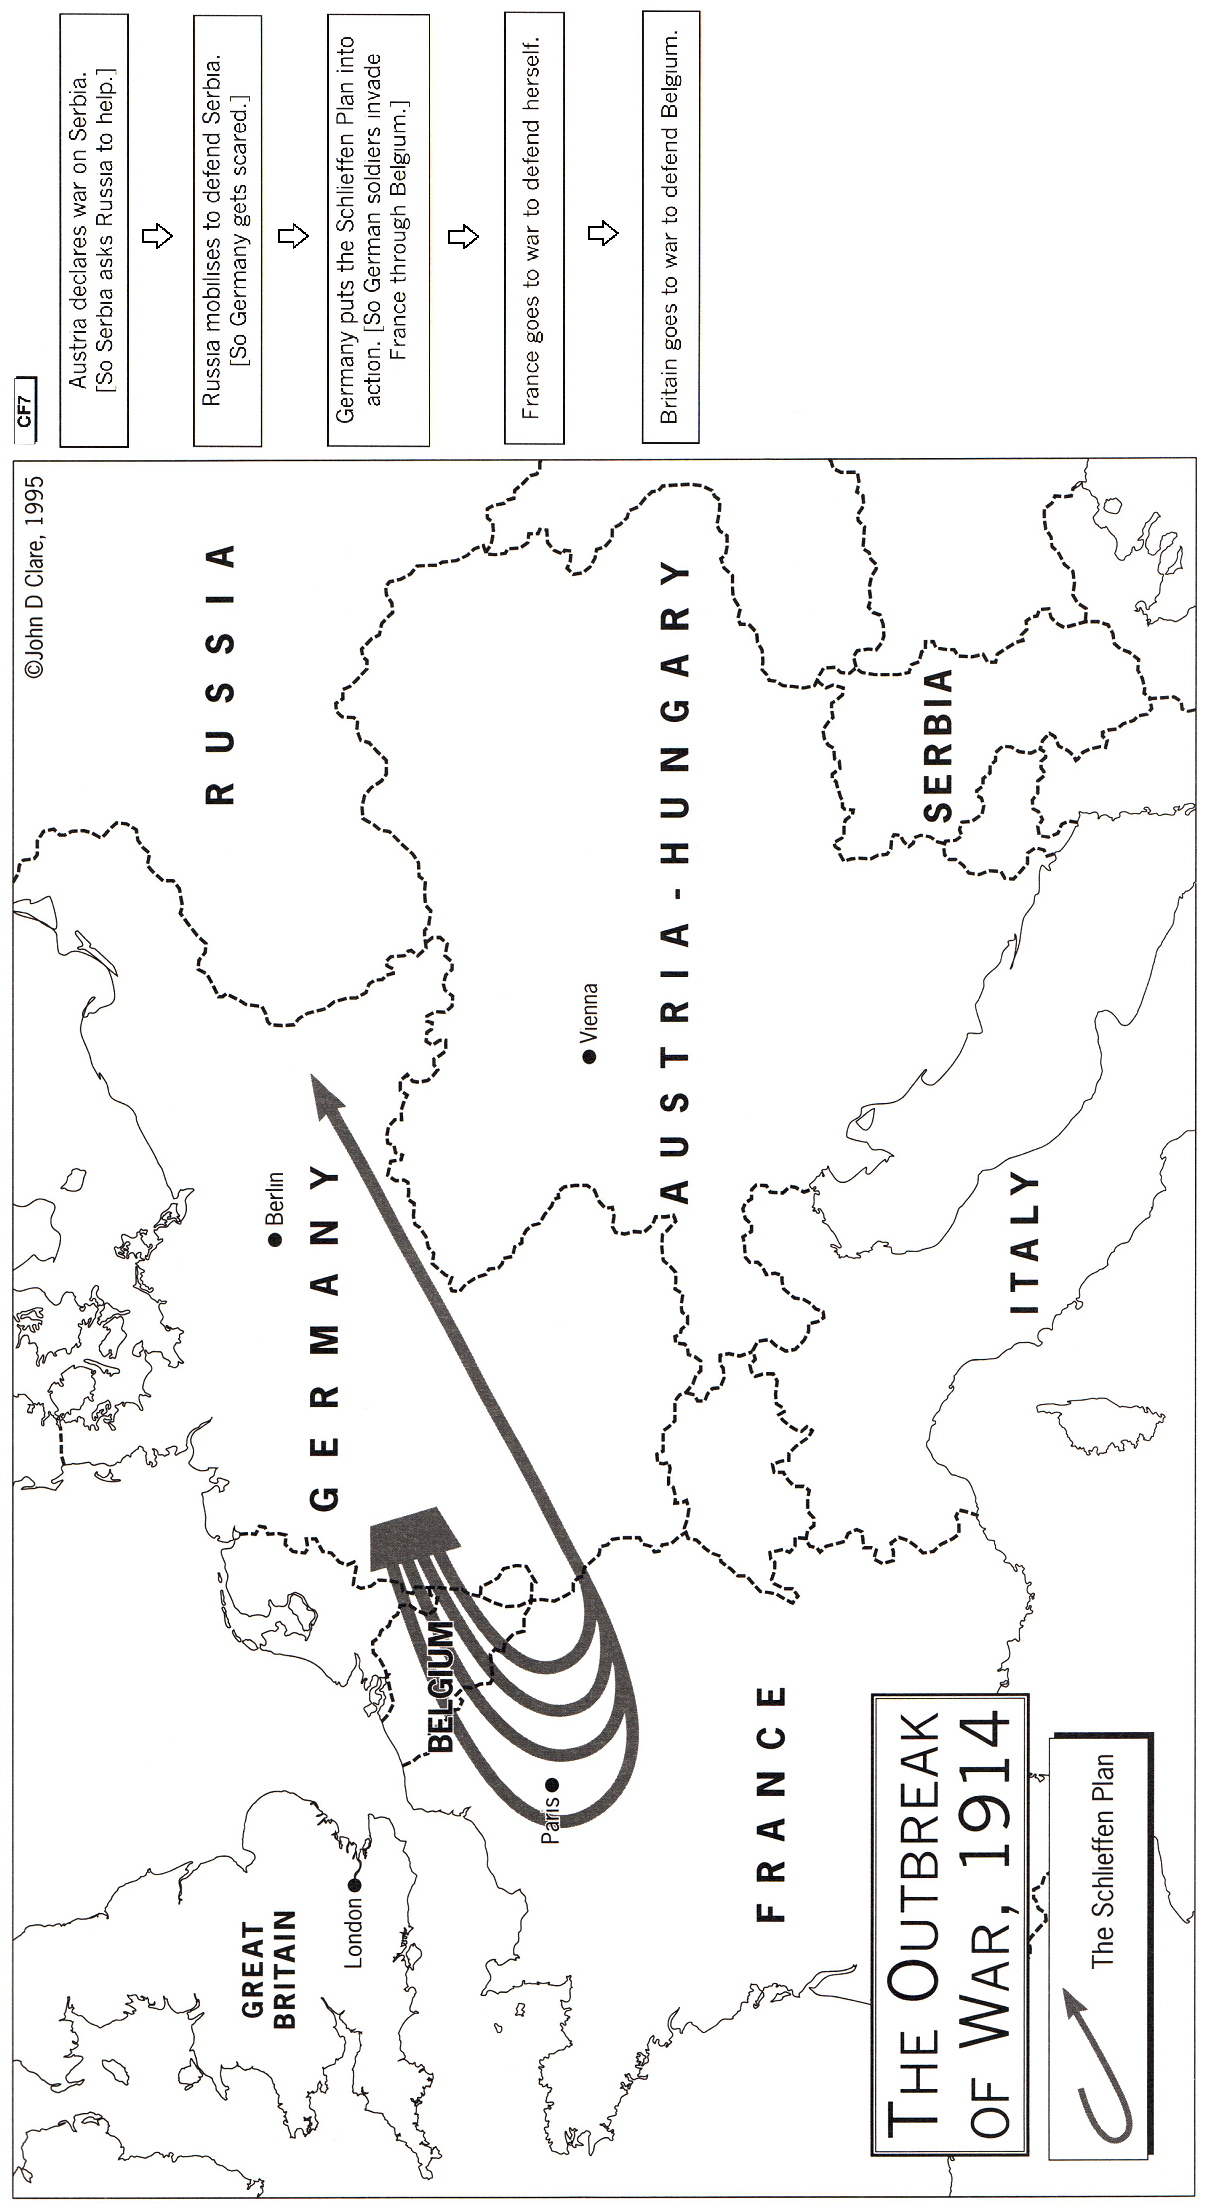 ©John D Clare, 1995
CF7
RUSSIA
Berlin
GERMANY
GREAT
BRITAIN
London
BELGIUM
Paris
Vienna
AUSTRIA-HUNGARY
FRANCE
SERBIA
ITALY
THE OUTBREAK
OF WAR, 1914
The Schlieffen Plan
Austria declares war on Serbia.
[So Serbia asks Russia to help.]
Russia mobilises to defend Serbia.
[So Germany gets scared.]
Germany puts the Schlieffen Plan into
action. [So German soldiers invade
France through Belgium.]
France goes to war to defend herself.
Britain goes to war to defend Belgium.